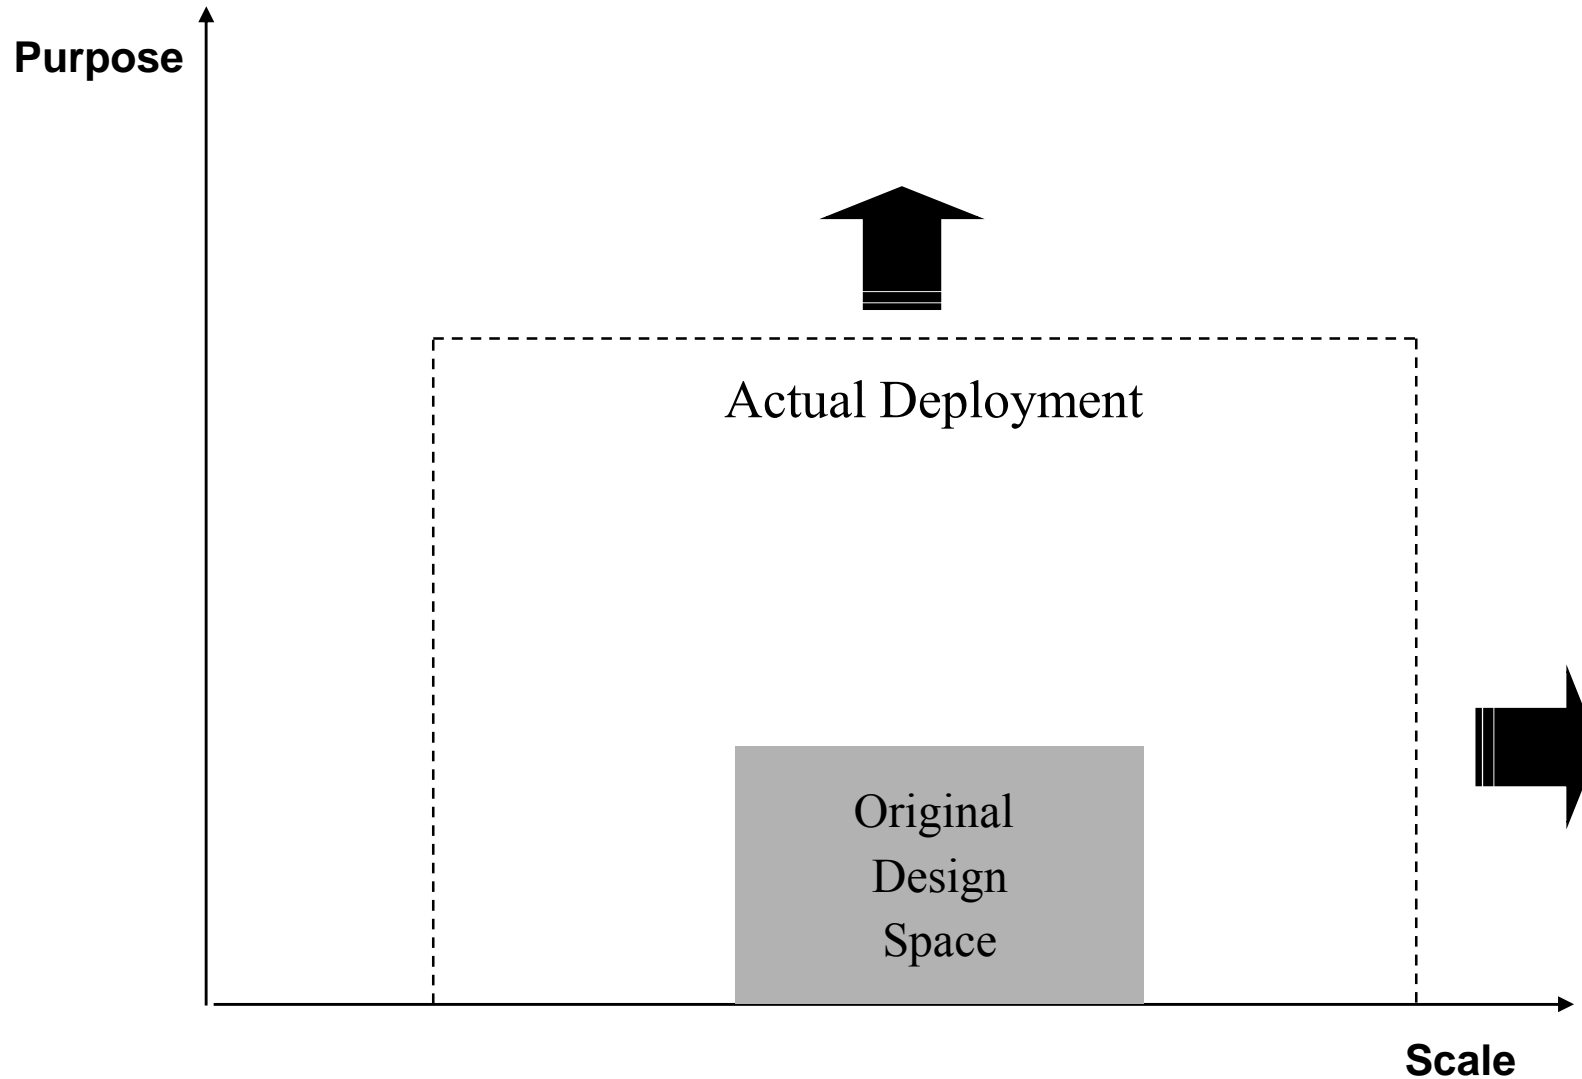 Purpose
Actual Deployment
Original
Design
Space
Scale